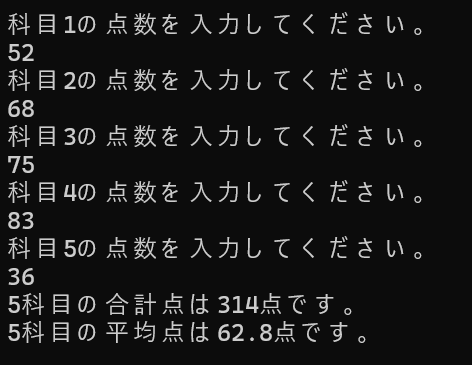 科目1の点数を入力してください。
52
科目2の点数を入力してください。
68
科目3の点数を入力してください。
75
科目4の点数を入力してください。
83
科目5の点数を入力してください。
36
5科目の合計点は314点です。
5科目の平均点は62.8点です。